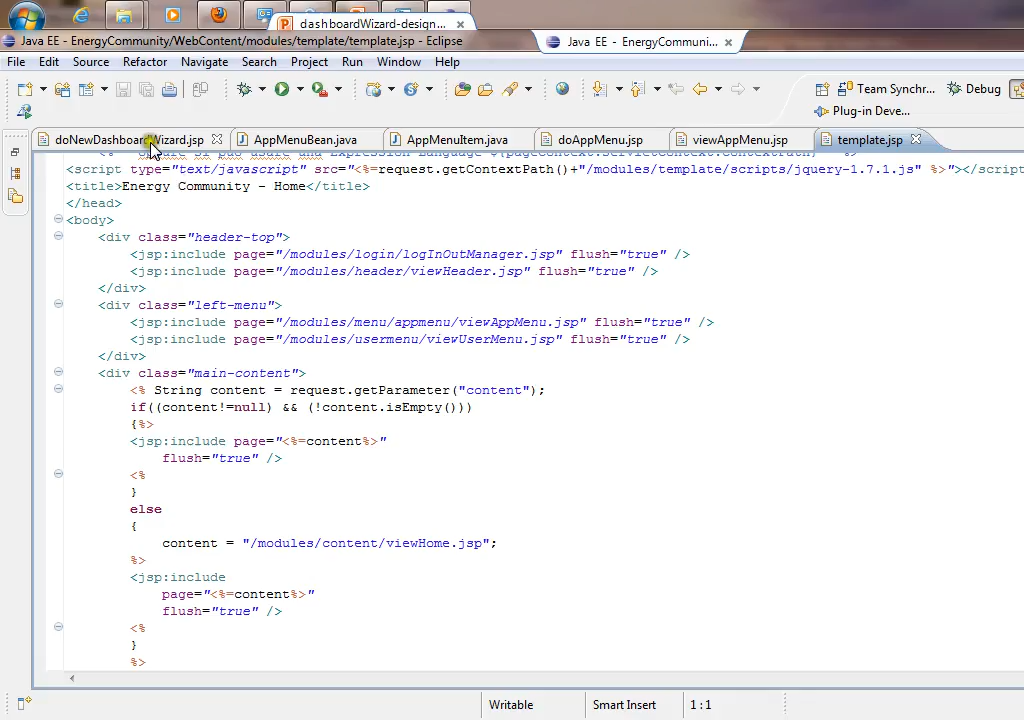 dashboardWizard-design...
Java EE - EnergyCommunity/WebContent/modules/template/template.jsp - Eclipse
Java EE - EnergyCommuni...
File Edit Source Refactor Navigate Search Project Run Window Help
Team Synchr... Debug
Plug-in Deve...
doNewDashboardWizard.jsp AppMenuBean.java AppMenuItem.java doAppMenu.jsp viewAppMenu.jsp template.jsp
<script type="text/javascript" src="<%=request.getContextPath()+"/modules/template/scripts/jquery-1.7.1.js" %>"></script
<title>Energy Community - Home</title>
</head>
<body>
<div class="header-top">
<jsp:include page="/modules/login/logInOutManager.jsp" flush="true" />
<jsp:include page="/modules/header/viewHeader.jsp" flush="true" />
</div>
<div class="left-menu">
<jsp:include page="/modules/menu/appmenu/viewAppMenu.jsp" flush="true" />
<jsp:include page="/modules/usermenu/viewUserMenu.jsp" flush="true" />
</div>
<div class="main-content">
<% String content = request.getParameter("content");
if((content!=null) && (!content.isEmpty()))
{%>
<jsp:include page="<%=content%>"
flush="true" />
<%
}
else
{
content = "/modules/content/viewHome.jsp";
%>
<jsp:include
page="<%=content%>"
flush="true" />
<%
}
%>
Writable Smart Insert 1 : 1